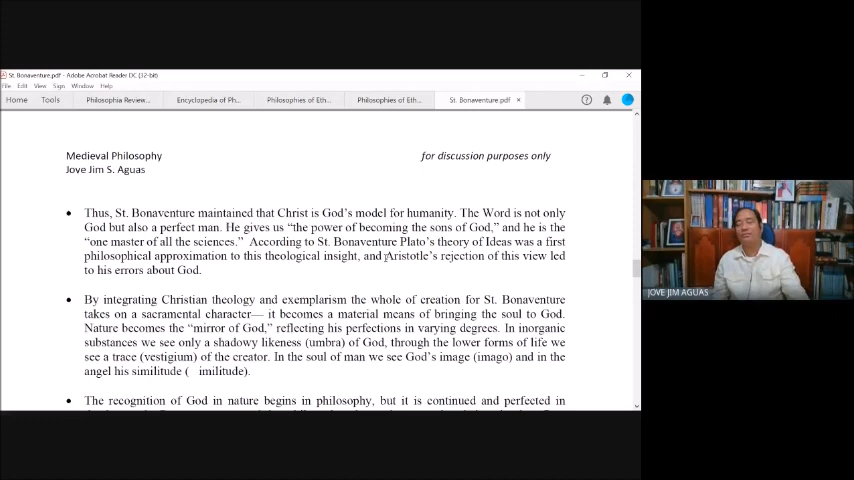 St. Bonaventure.pdf - Adobe Acrobat Reader DC (32-bit)
File Edit View Sign Window Help
Home Tools Philosophia Review... Encyclopedia of Ph... Philosophies of Eth... Philosophies of Eth... St. Bonaventure.pdf ×
Medieval Philosophy for discussion purposes only
Jove Jim S. Aguas
• Thus, St. Bonaventure maintained that Christ is God's model for humanity. The Word is not only
God but also a perfect man. He gives us "the power of becoming the sons of God," and he is the
"one master of all the sciences." According to St. Bonaventure Plato's theory of Ideas was a first
philosophical approximation to this theological insight, and Aristotle's rejection of this view led
to his errors about God.
• By integrating Christian theology and exemplarism the whole of creation for St. Bonaventure
takes on a sacramental character— it becomes a material means of bringing the soul to God.
Nature becomes the "mirror of God," reflecting his perfections in varying degrees. In inorganic
substances we see only a shadowy likeness (umbra) of God, through the lower forms of life we
see a trace (vestigium) of the creator. In the soul of man we see God's image (imago) and in the
angel his similitude ( imilitude).
• The recognition of God in nature begins in philosophy, but it is continued and perfected in
JOVE JIM AGUAS